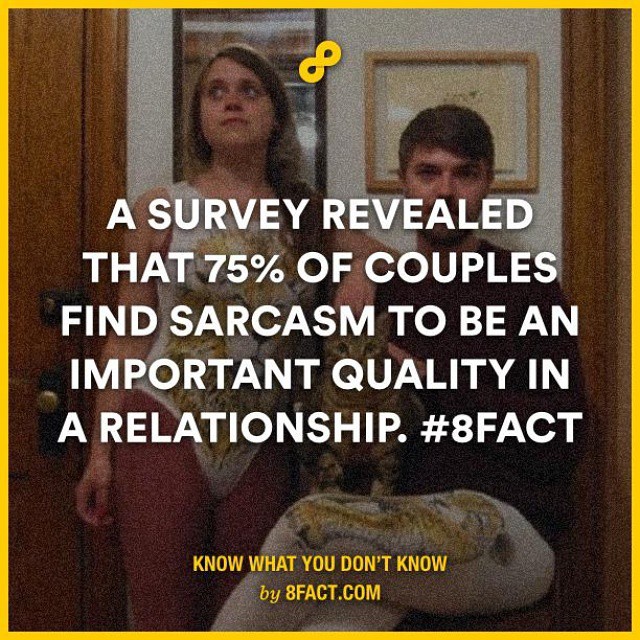 A SURVEY REVEALED
THAT 75% OF COUPLES
FIND SARCASM TO BE AN
IMPORTANT QUALITY IN
A RELATIONSHIP. #8FACT
KNOW WHAT YOU DON'T KNOW
by 8FACT.COM